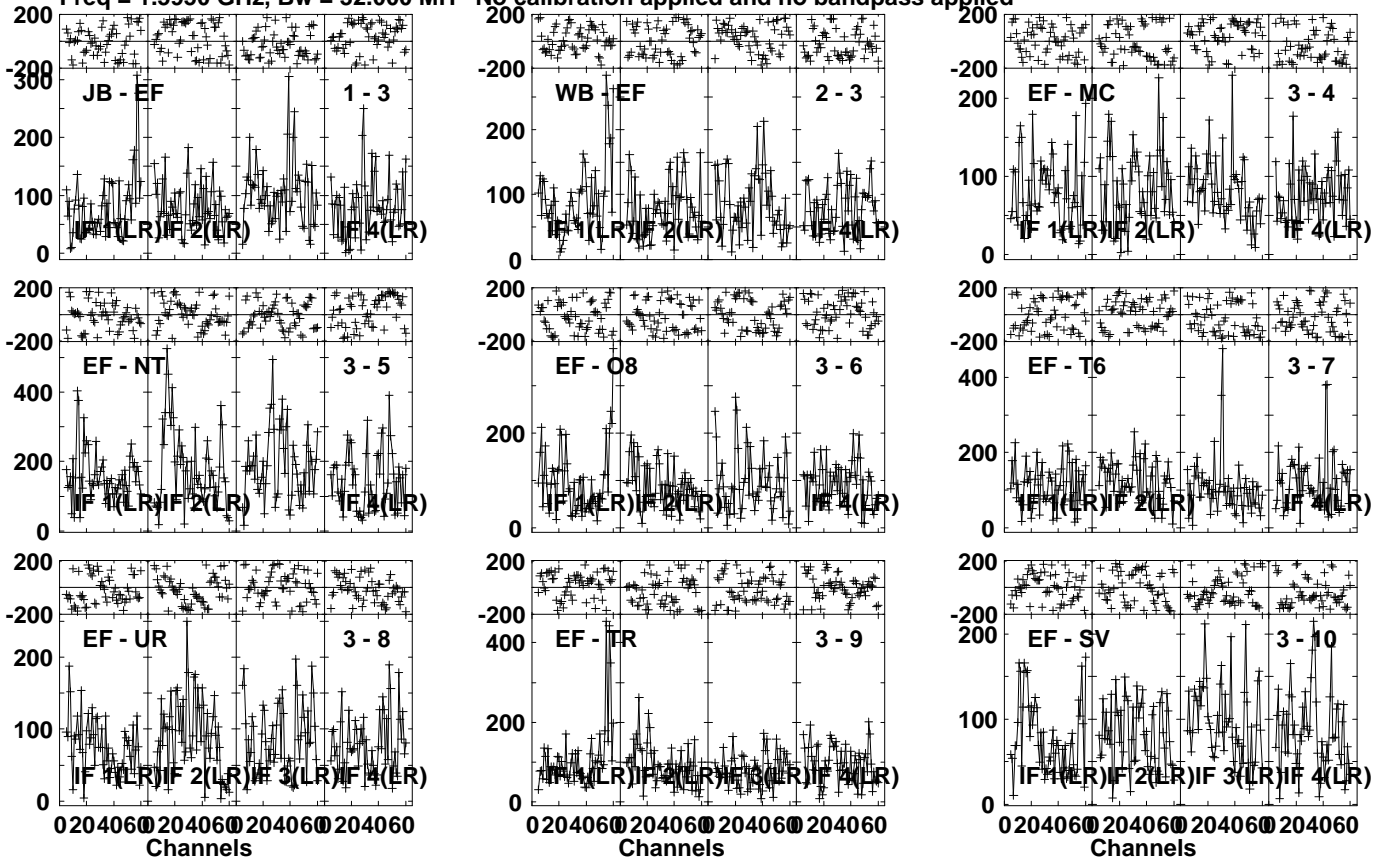 Freq = 1.5950 GHz, Bw = 32.000 MH No calibration applied and no bandpass applied
200
-200
300
200
100
0
JB - EF 1 - 3
IF 1(LR) IF 2(LR) IF 4(LR)
200
-200
200
100
0
WB - EF 2 - 3
IF 1(LR) IF 2(LR) IF 4(LR)
200
-200
200
100
0
EF - MC 3 - 4
IF 1(LR) IF 2(LR) IF 4(LR)
200
-200
400
200
0
EF - NT 3 - 5
IF 1(LR) IF 2(LR) IF 4(LR)
200
-200
200
0
EF - O8 3 - 6
IF 1(LR) IF 2(LR) IF 4(LR)
200
-200
400
200
0
EF - T6 3 - 7
IF 1(LR) IF 2(LR) IF 4(LR)
200
-200
200
100
0
EF - UR 3 - 8
IF 1(LR) IF 2(LR) IF 3(LR) IF 4(LR)
0 20 40 60 0 20 40 60 0 20 40 60 0 20 40 60
Channels
200
-200
400
200
0
EF - TR 3 - 9
IF 1(LR) IF 2(LR) IF 3(LR) IF 4(LR)
0 20 40 60 0 20 40 60 0 20 40 60 0 20 40 60
Channels
200
-200
200
100
0
EF - SV 3 - 10
IF 1(LR) IF 2(LR) IF 3(LR) IF 4(LR)
0 20 40 60 0 20 40 60 0 20 40 60 0 20 40 60
Channels